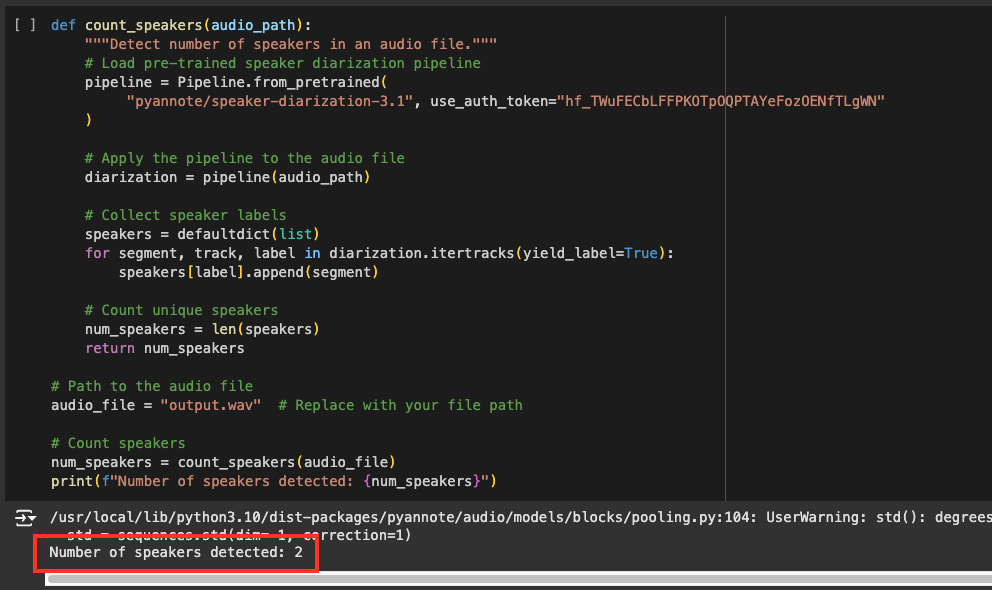 [ ] def count_speakers(audio_path):
"""Detect number of speakers in an audio file."""
# Load pre-trained speaker diarization pipeline
pipeline = Pipeline.from_pretrained(
"pyannote/speaker-diarization-3.1", use_auth_token="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"
)
# Apply the pipeline to the audio file
diarization = pipeline(audio_path)
# Collect speaker labels
speakers = defaultdict(list)
for segment, track, label in diarization.itertracks(yield_label=True):
speakers[label].append(segment)
# Count unique speakers
num_speakers = len(speakers)
return num_speakers
# Path to the audio file
audio_file = "output.wav"  # Replace with your file path
# Count speakers
num_speakers = count_speakers(audio_file)
print(f"Number of speakers detected: {num_speakers}")
/usr/local/lib/python3.10/dist-packages/pyannote/audio/models/blocks/pooling.py:104: UserWarning: std(): degrees
std = sequences.std(dim=-1, correction=1)
Number of speakers detected: 2